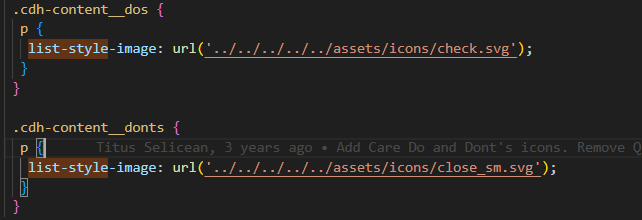 .cdh-content__dos {
p {
list-style-image: url('../../../../../assets/icons/check.svg');
}
}
.cdh-content__donts {
p {    Titus Selicean, 3 years ago • Add Care Do and Dont's icons. Remove Q
list-style-image: url('../../../../../assets/icons/close_sm.svg');
}
}